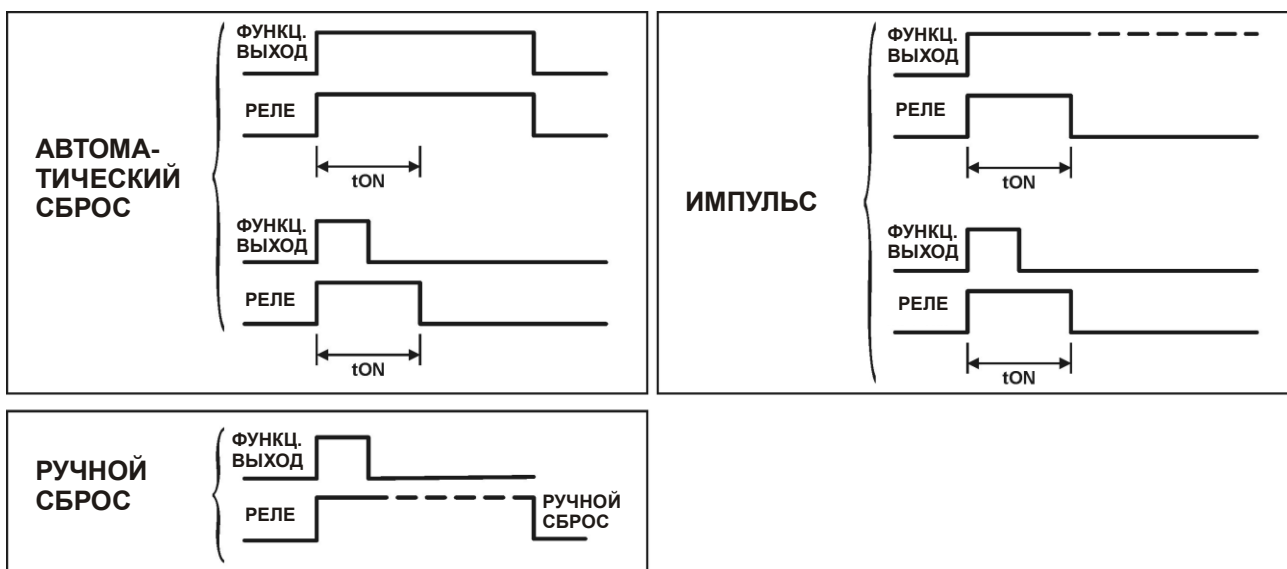 АВТОМА-
ТИЧЕСКИЙ
СБРОС
ФУНКЦ.
ВЫХОД
РЕЛЕ
tON
ФУНКЦ.
ВЫХОД
РЕЛЕ
tON
ИМПУЛЬС
ФУНКЦ.
ВЫХОД
РЕЛЕ
tON
ФУНКЦ.
ВЫХОД
РЕЛЕ
tON
РУЧНОЙ
СБРОС
ФУНКЦ.
ВЫХОД
РЕЛЕ
РУЧНОЙ
СБРОС